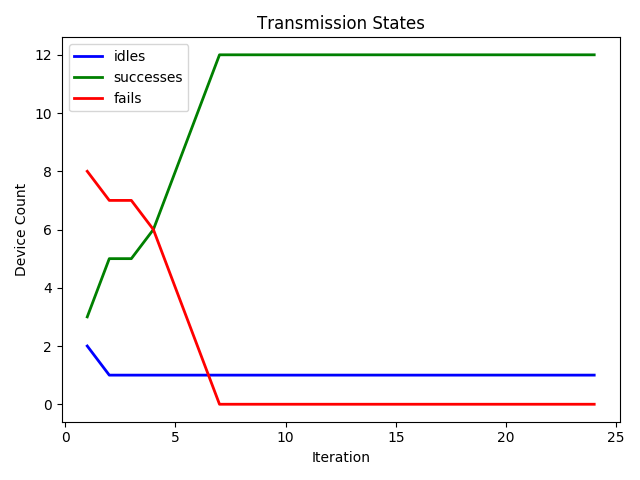 Transmission States
idles
successes
fails
Device Count
12
10
8
6
4
2
0
0 5 10 15 20 25
Iteration